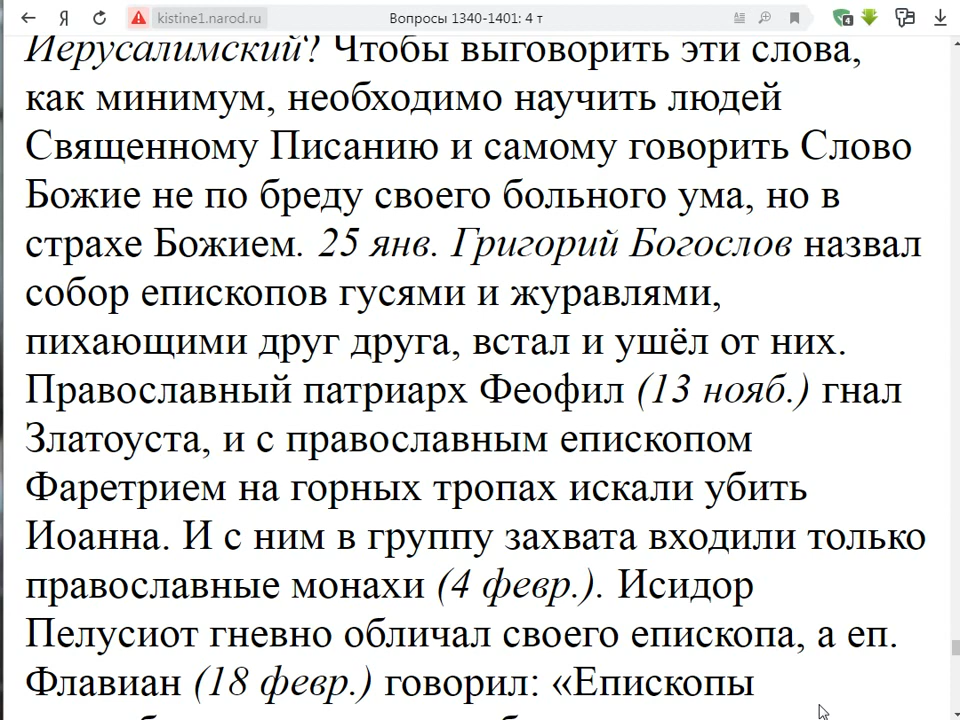 kistine1.narod.ru
Вопросы 1340-1401: 4 т
4
Иерусалимский? Чтобы выговорить эти слова,
как минимум, необходимо научить людей
Священному Писанию и самому говорить Слово
Божие не по бреду своего больного ума, но в
страхе Божием. 25 янв. Григорий Богослов назвал
собор епископов гусями и журавлями,
пихающими друг друга, встал и ушёл от них.
Православный патриарх Феофил (13 нояб.) гнал
Златоуста, и с православным епископом
Фаретрием на горных тропах искали убить
Иоанна. И с ним в группу захвата входили только
православные монахи (4 февр.). Исидор
Пелусиот гневно обличал своего епископа, а еп.
Флавиан (18 февр.) говорил: «Епископы